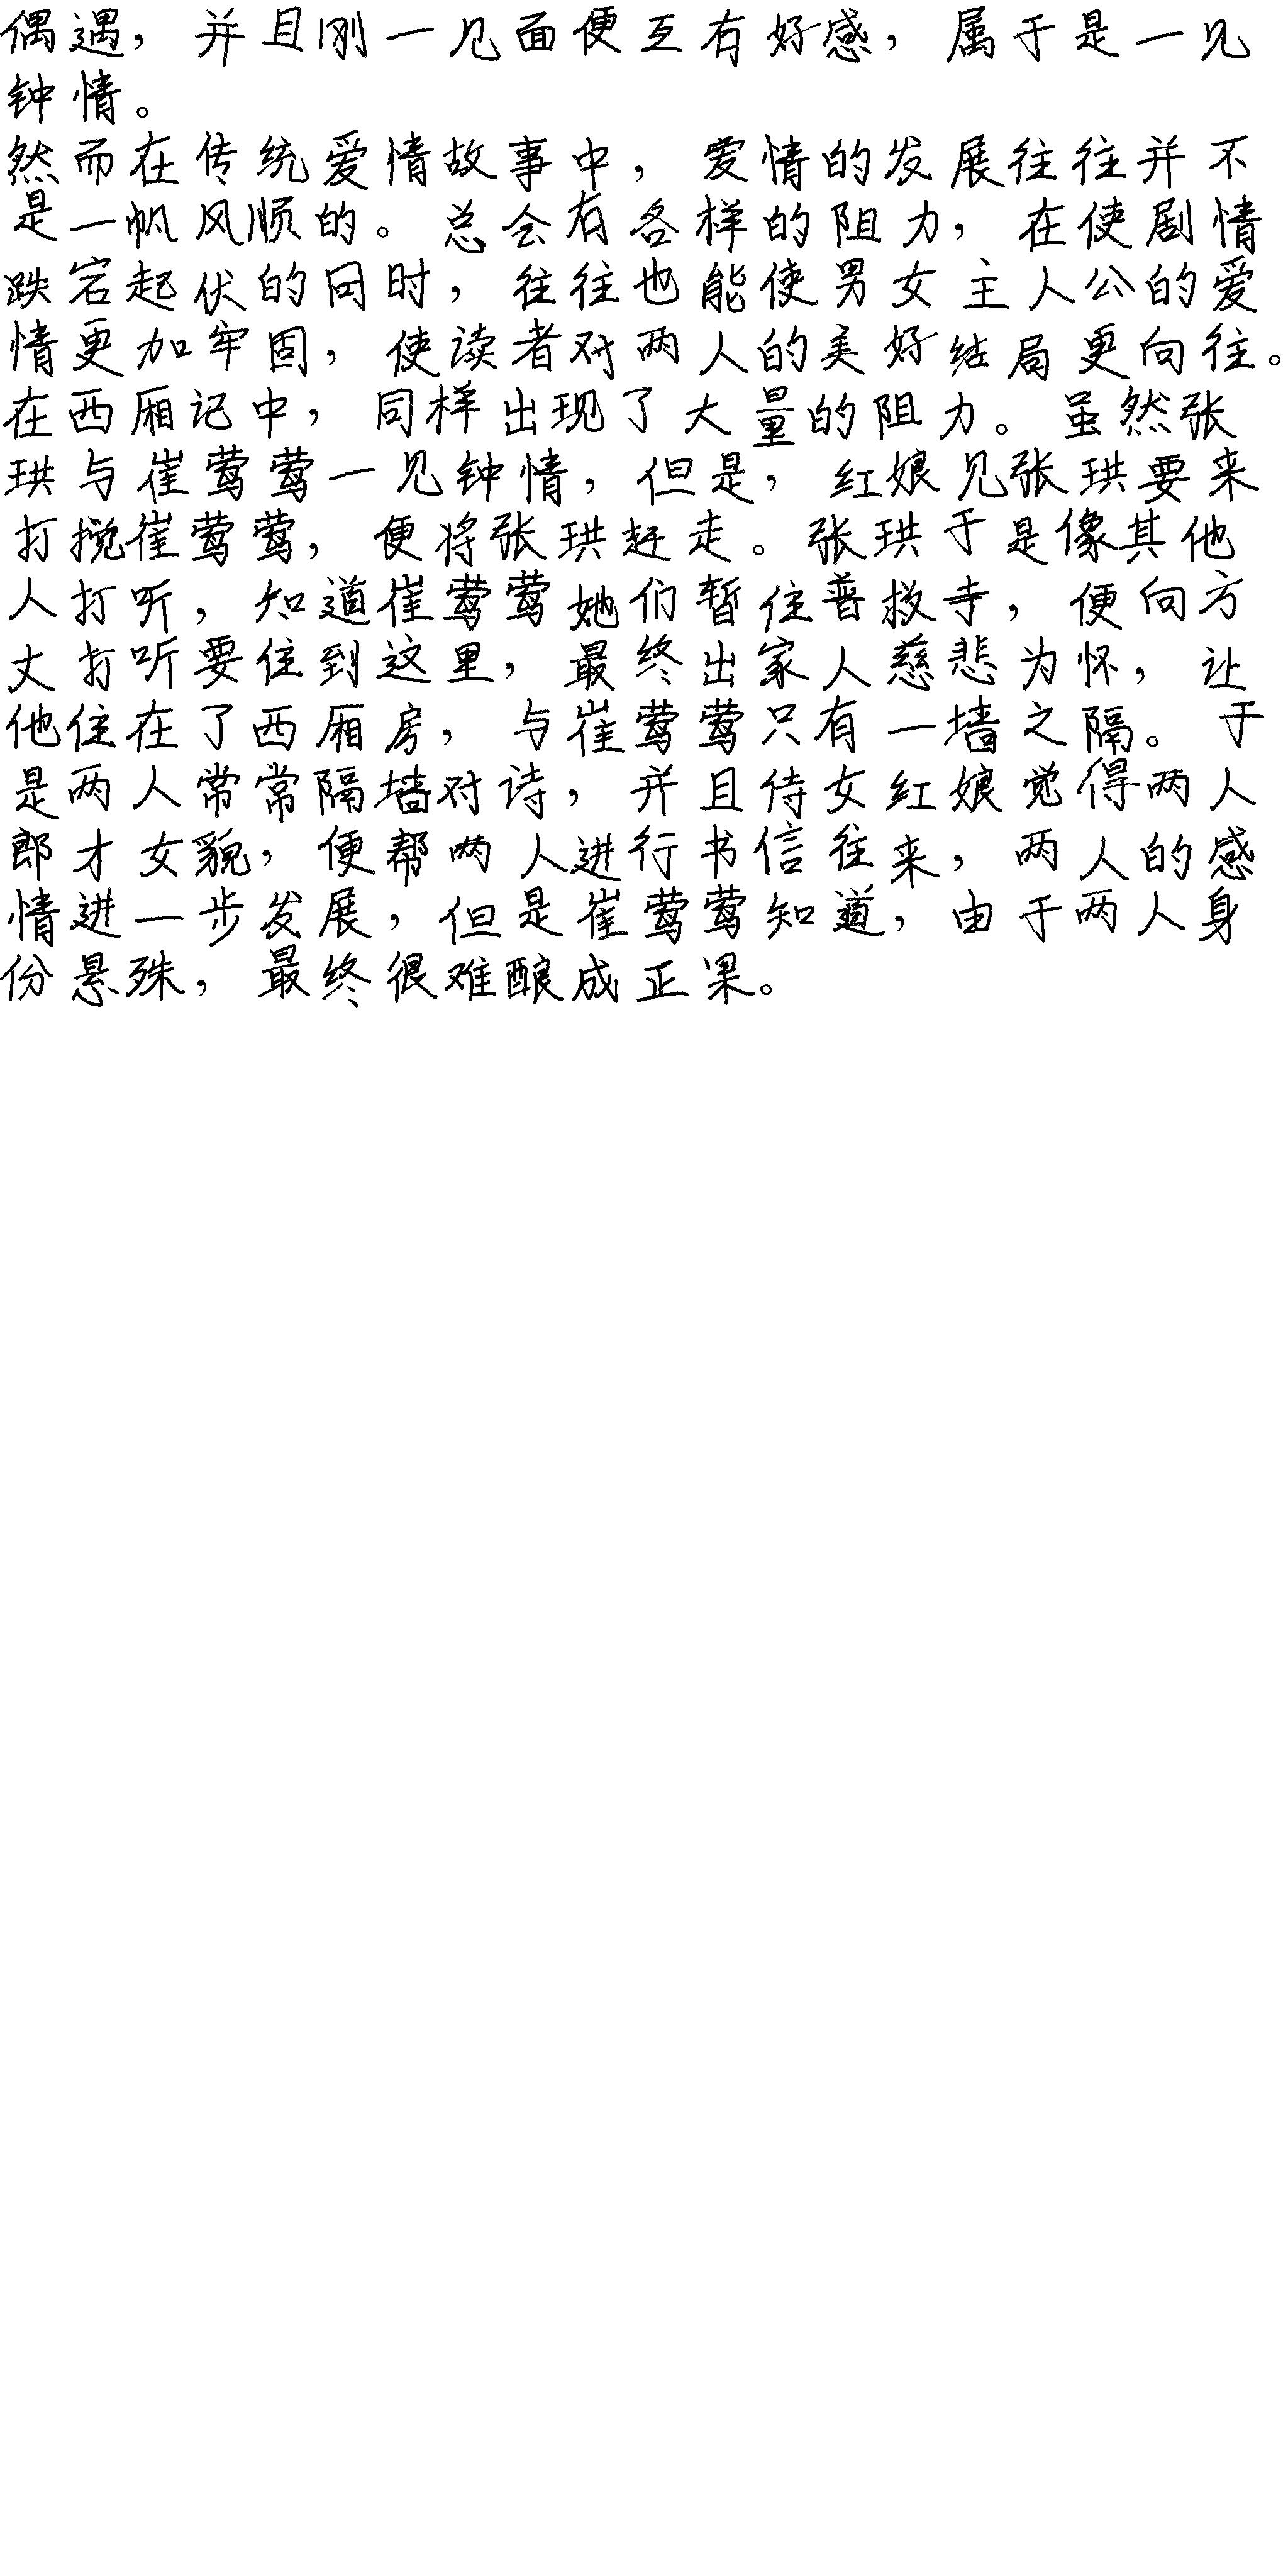 偶遇，并且刚一见面便互有好感，属于是一见
钟情。
然而在传统爱情故事中，爱情的发展往往并不
是一帆风顺的。总会有各样的阻力，在使剧情
跌宕起伏的同时，往往也能使男女主人公的爱
情更加牢固，使读者对两人的美好结局更向往。
在西厢记中，同样出现了大量的阻力。虽然张
珙与崔莺莺一见钟情，但是，红娘见张珙要来
打搅崔莺莺，便将张珙赶走。张珙于是像其他
人打听，知道崔莺莺她们暂住普救寺，便向方
丈打听要住到这里，最终出家人慈悲为怀，让
他住在了西厢房，与崔莺莺只有一墙之隔。于
是两人常常隔墙对诗，并且侍女红娘觉得两人
郎才女貌，便帮两人进行书信往来，两人的感
情进一步发展，但是崔莺莺知道，由于两人身
份悬殊，最终很难酿成正果。